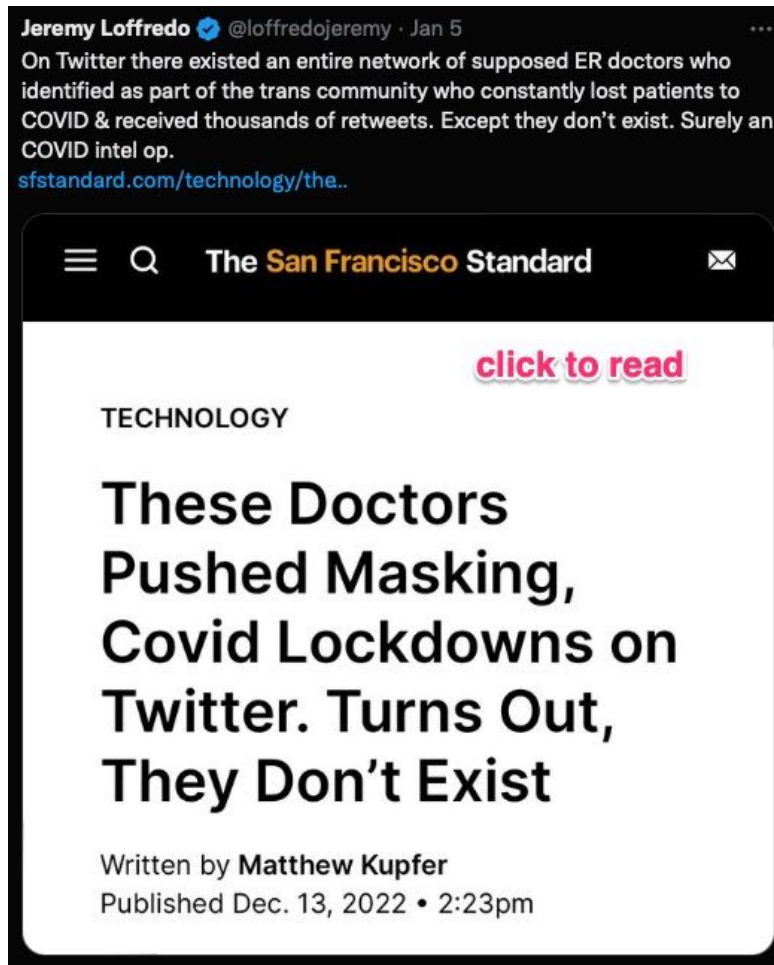 Jeremy Loffredo @loffredojeremy · Jan 5 ...
On Twitter there existed an entire network of supposed ER doctors who
identified as part of the trans community who constantly lost patients to
COVID & received thousands of retweets. Except they don't exist. Surely an
COVID intel op.
sfstandard.com/technology/the..
The San Francisco Standard
click to read
TECHNOLOGY
These Doctors
Pushed Masking,
Covid Lockdowns on
Twitter. Turns Out,
They Don't Exist
Written by Matthew Kupfer
Published Dec. 13, 2022 • 2:23pm